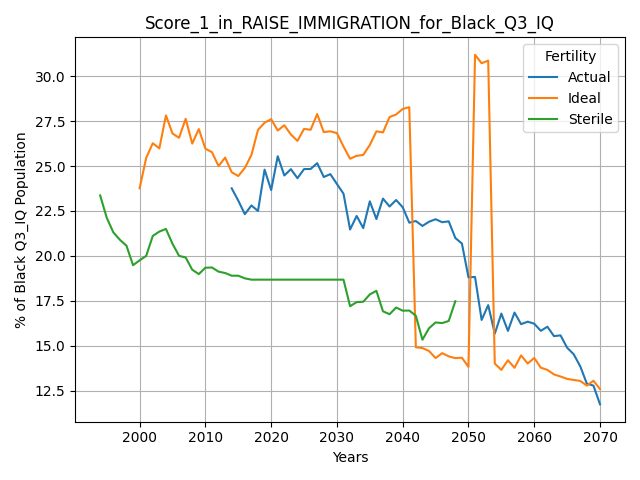 Score_1_in_RAISE_IMMIGRATION_for_Black_Q3_IQ
% of Black Q3_IQ Population
30.0
27.5
25.0
22.5
20.0
17.5
15.0
12.5
Fertility
Actual
Ideal
Sterile
2000 2010 2020 2030 2040 2050 2060 2070
Years